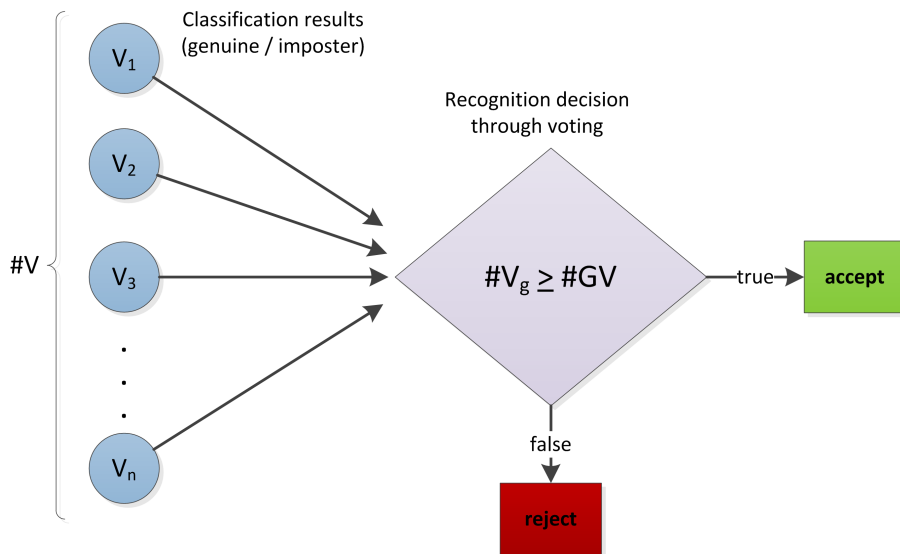 Classification results
(genuine / imposter)
V1
V2
V3
.
.
.
Vn
#V
Recognition decision
through voting
#Vg ≥ #GV
true
accept
false
reject